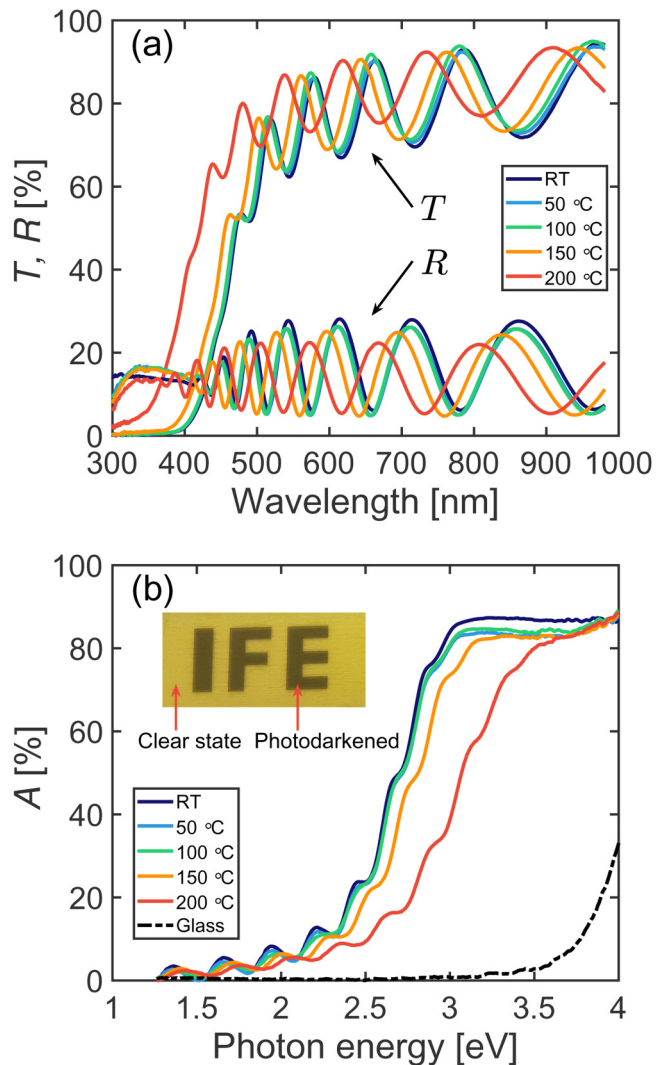 100
80
60
40
20
0
T, R [%]
(a)
T
R
RT
50 °C
100 °C
150 °C
200 °C
300 400 500 600 700 800 900 1000
Wavelength [nm]
100
80
60
40
20
0
A [%]
(b)
IFE
Clear state Photodarkened
RT
50 °C
100 °C
150 °C
200 °C
Glass
1 1.5 2 2.5 3 3.5 4
Photon energy [eV]